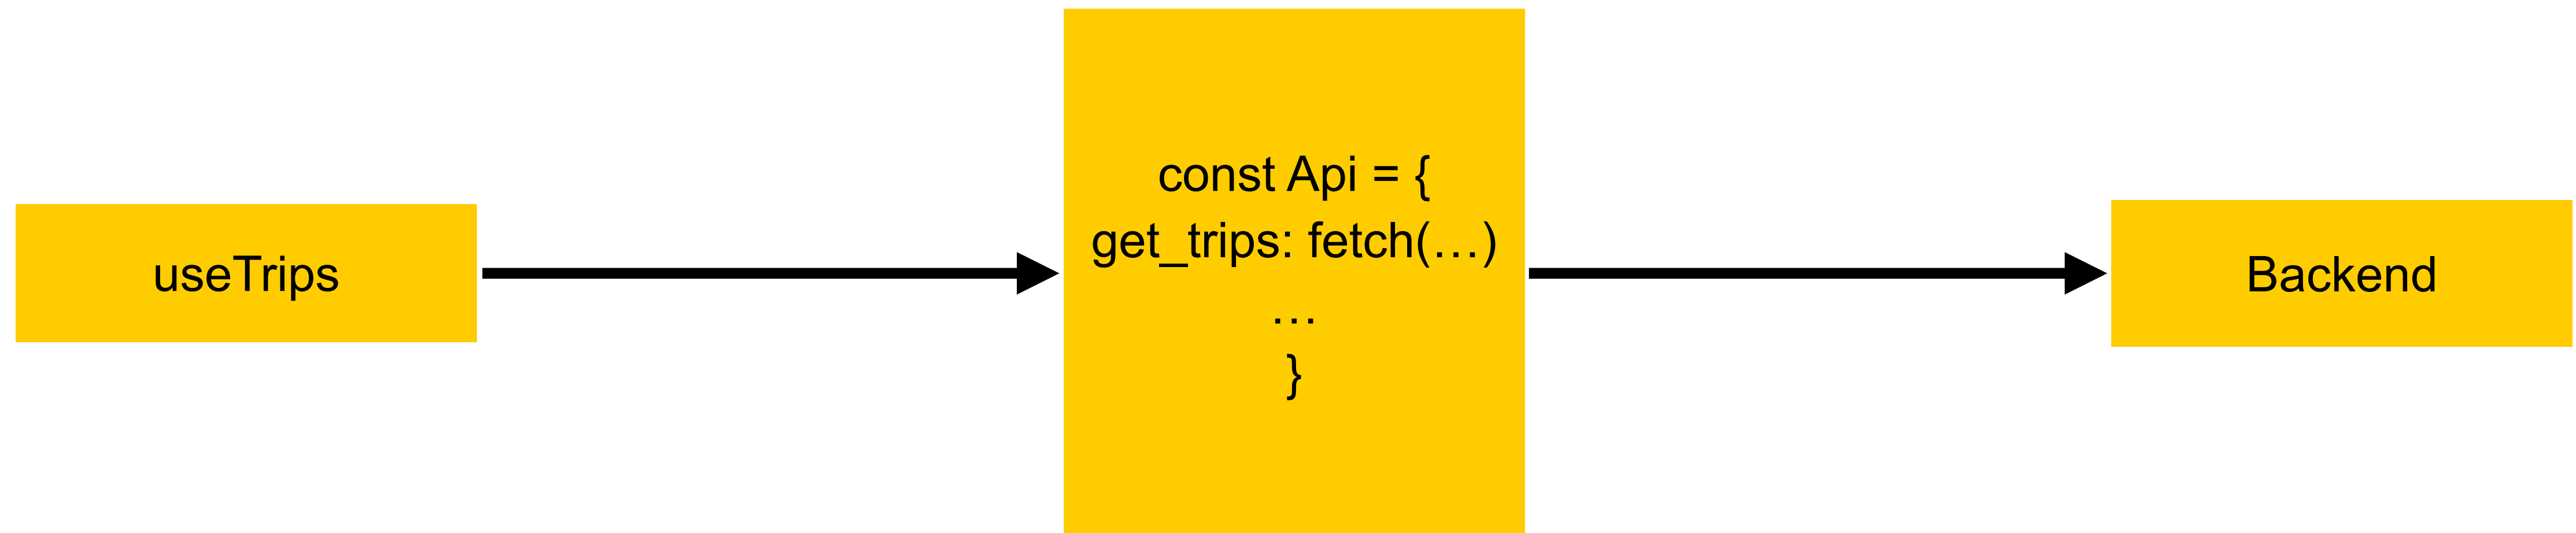 useTrips
const Api = {
get_trips: fetch(…)
…
}
Backend